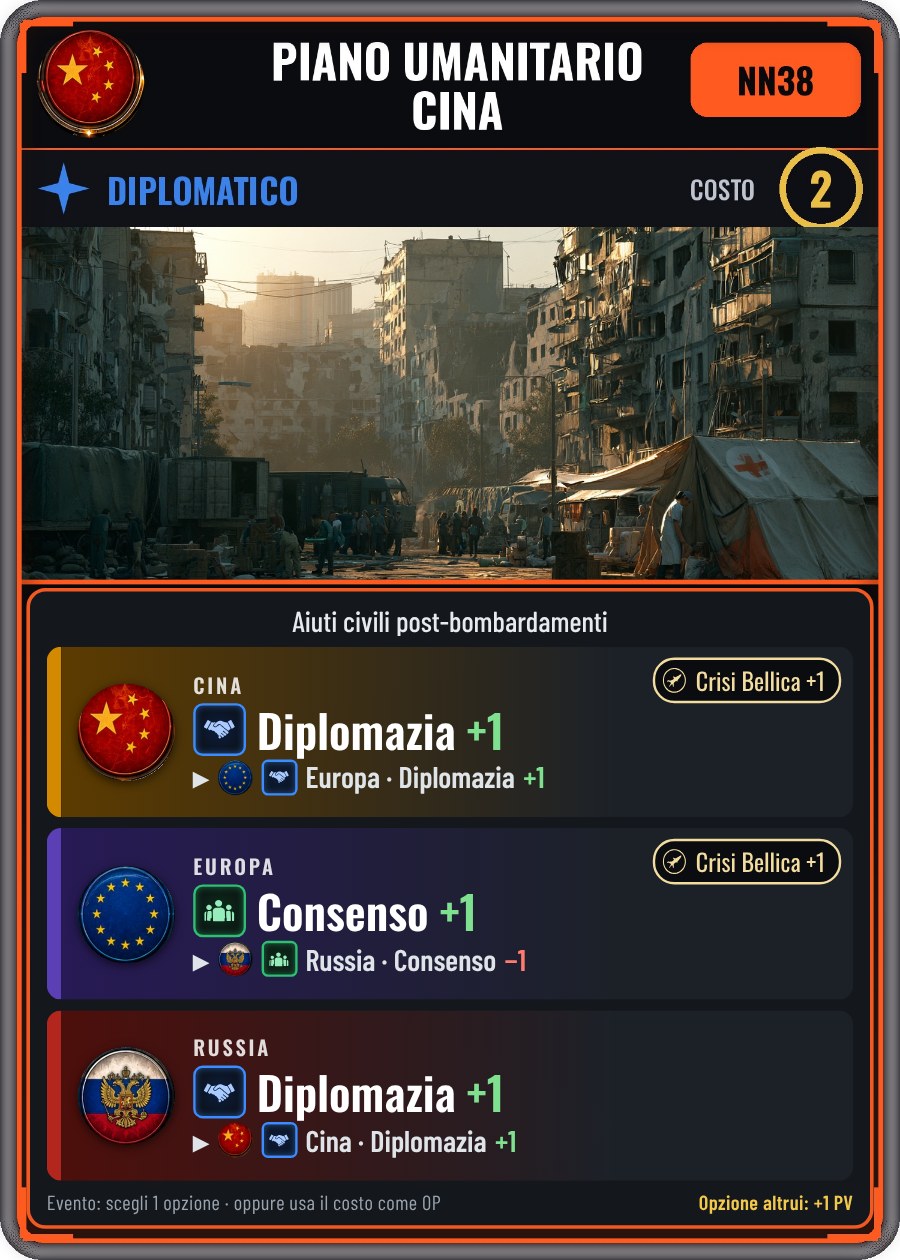 PIANO UMANITARIO
CINA
NN38
DIPLOMATICO
COSTO
2
Aiuti civili post-bombardamenti
CINA
Crisi Bellica +1
Diplomazia +1
▶ Europa · Diplomazia +1
EUROPA
Crisi Bellica +1
Consenso +1
▶ Russia · Consenso −1
RUSSIA
Diplomazia +1
▶ Cina · Diplomazia +1
Evento: scegli 1 opzione · oppure usa il costo come OP
Opzione altrui: +1 PV